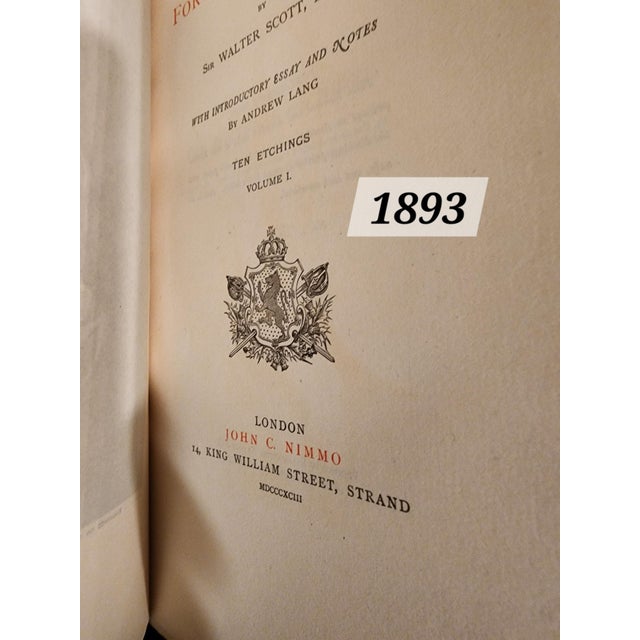 FOR
BY
SIR WALTER SCOTT,
WITH INTRODUCTORY ESSAY AND NOTES
BY ANDREW LANG
TEN ETCHINGS
VOLUME I.
1893
LONDON
JOHN C. NIMMO
14, KING WILLIAM STREET, STRAND
MDCCCXCIII